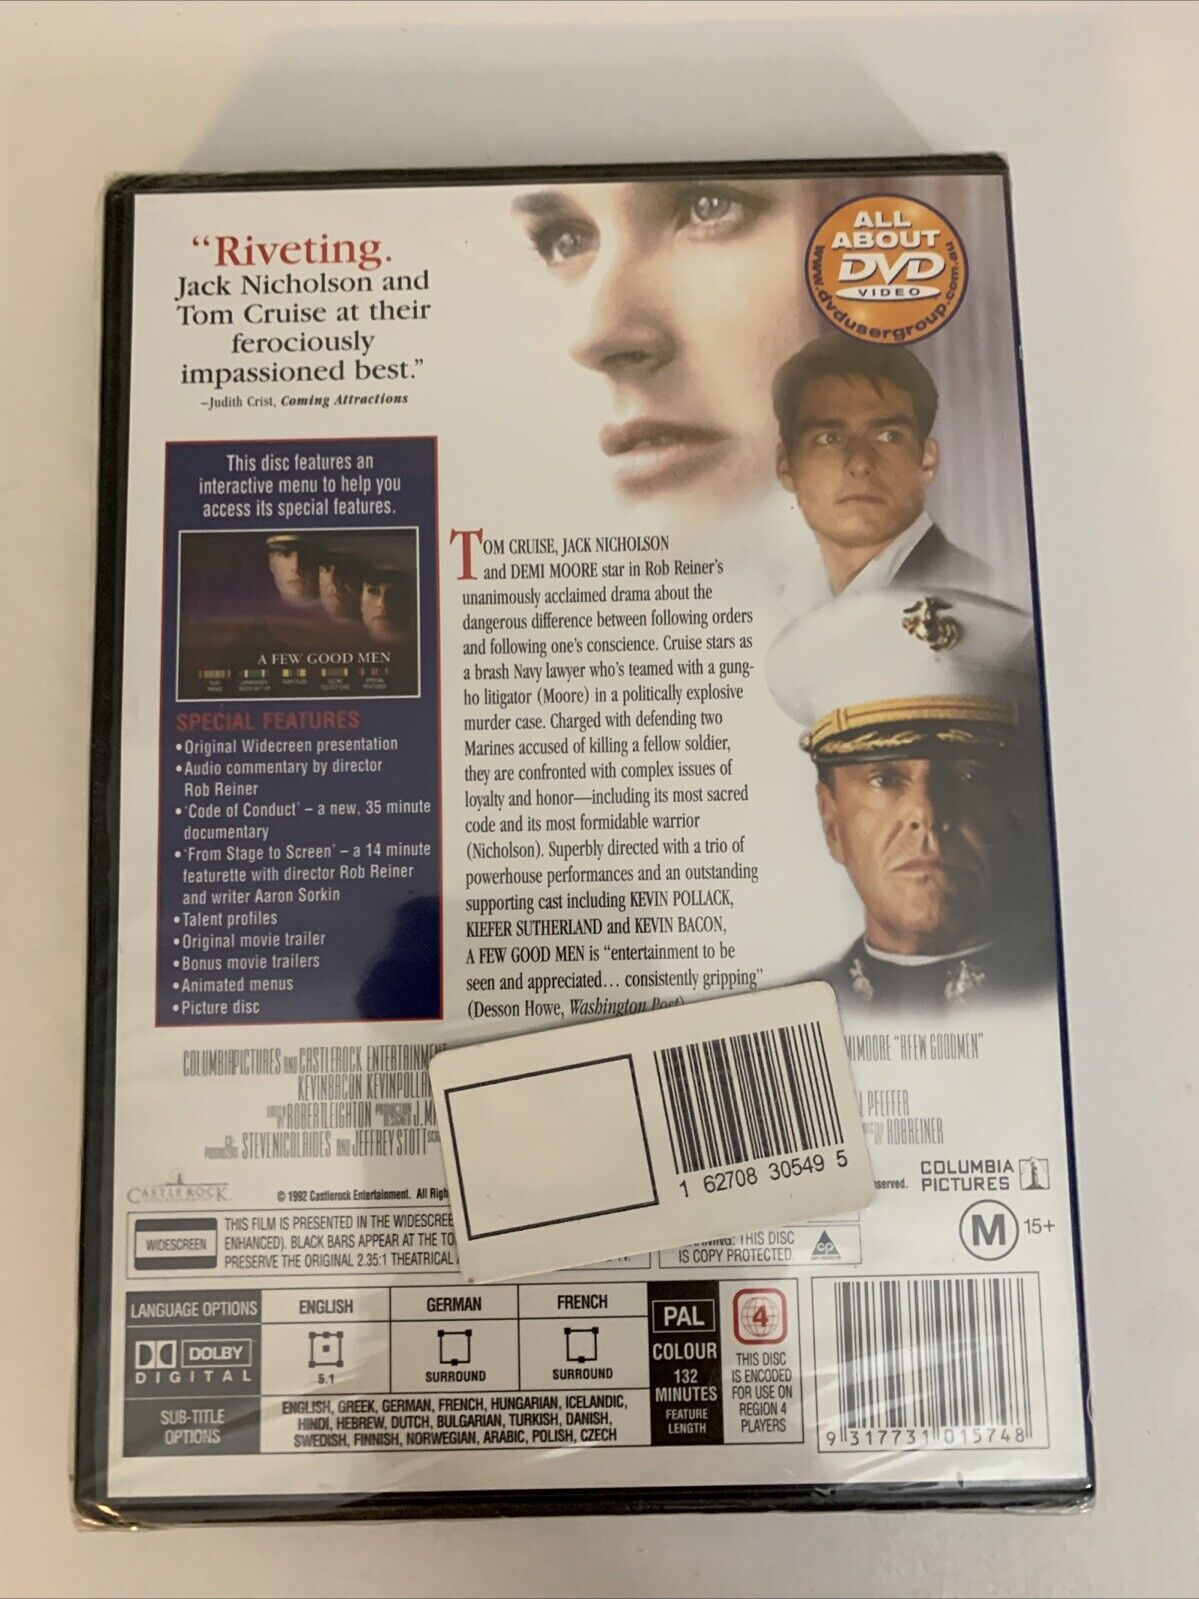 “Riveting.
Jack Nicholson and
Tom Cruise at their
ferociously
impassioned best.”
–Judith Crist, Coming Attractions
ALL
ABOUT
DVD
VIDEO
www.dvdusergroup.com.au
This disc features an
interactive menu to help you
access its special features.
A FEW GOOD MEN
SPECIAL FEATURES
•Original Widescreen presentation
•Audio commentary by director
Rob Reiner
•‘Code of Conduct’ – a new, 35 minute
documentary
•‘From Stage to Screen’ – a 14 minute
featurette with director Rob Reiner
and writer Aaron Sorkin
•Talent profiles
•Original movie trailer
•Bonus movie trailers
•Animated menus
•Picture disc
TOM CRUISE, JACK NICHOLSON
and DEMI MOORE star in Rob Reiner’s
unanimously acclaimed drama about the
dangerous difference between following orders
and following one’s conscience. Cruise stars as
a brash Navy lawyer who’s teamed with a gung-
ho litigator (Moore) in a politically explosive
murder case. Charged with defending two
Marines accused of killing a fellow soldier,
they are confronted with complex issues of
loyalty and honor—including its most sacred
code and its most formidable warrior
(Nicholson). Superbly directed with a trio of
powerhouse performances and an outstanding
supporting cast including KEVIN POLLACK,
KIEFER SUTHERLAND and KEVIN BACON,
A FEW GOOD MEN is “entertainment to be
seen and appreciated… consistently gripping”
(Desson Howe, Washington Post)
COLUMBIA PICTURES AND CASTLE ROCK ENTERTAINMENT
MOORE “A FEW GOOD MEN”
KEVIN BACON KEVIN
PFEFFER
ROBERT LEIGHTON PRODUCTION DESIGNER J.
ROB REINER
CO-PRODUCERS STEVE NICOLAIDES AND JEFFREY STOTT
1 62708 30549 5
CASTLE ROCK
© 1992 Castlerock Entertainment. All
COLUMBIA
PICTURES
WIDESCREEN
THIS FILM IS PRESENTED IN THE
ENHANCED). BLACK BARS APPEAR AT THE
PRESERVE THE ORIGINAL 2.35:1 THEATRICAL
THIS DISC
IS COPY PROTECTED.
CP
M 15+
LANGUAGE OPTIONS
ENGLISH
GERMAN
FRENCH
DOLBY
DIGITAL
5.1
SURROUND
SURROUND
SUB-TITLE
OPTIONS
ENGLISH, GREEK, GERMAN, FRENCH, HUNGARIAN, ICELANDIC,
HINDI, HEBREW, DUTCH, BULGARIAN, TURKISH, DANISH,
SWEDISH, FINNISH, NORWEGIAN, ARABIC, POLISH, CZECH
PAL
COLOUR
132
MINUTES
FEATURE
LENGTH
4
THIS DISC
IS ENCODED
FOR USE ON
REGION 4
PLAYERS
9 317731 015748